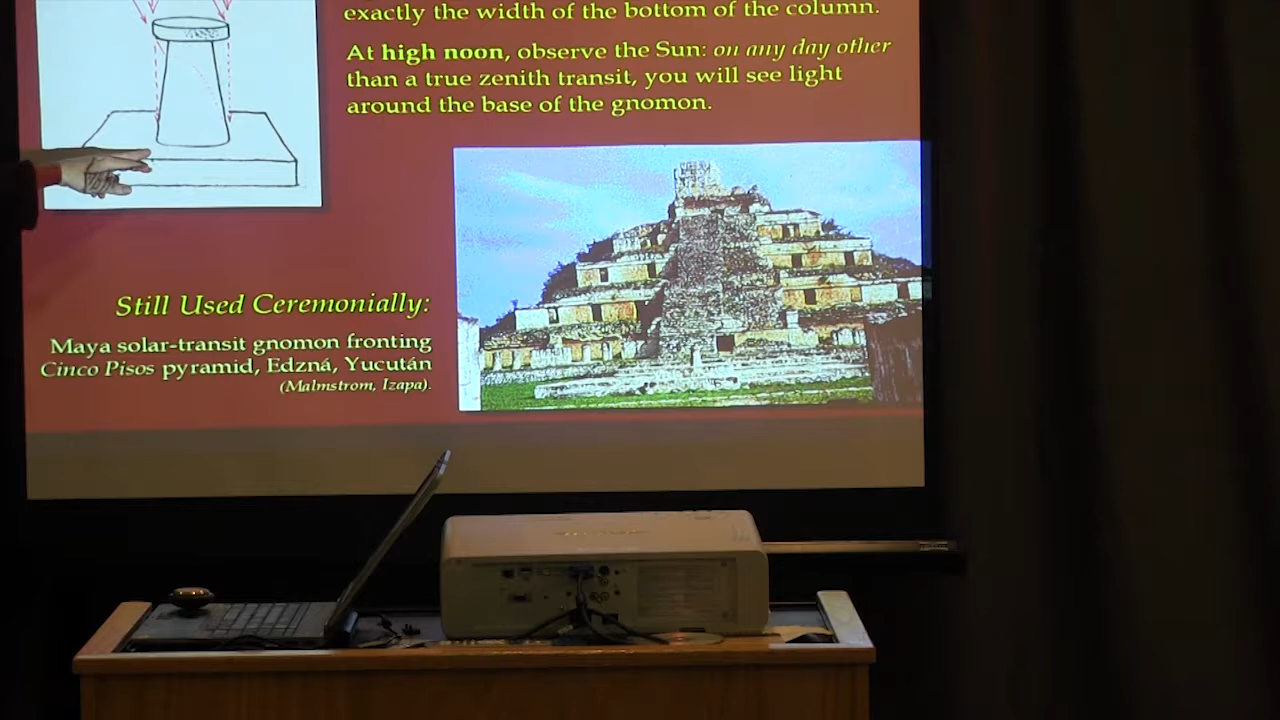 exactly the width of the bottom of the column.
At high noon, observe the Sun: on any day other
than a true zenith transit, you will see light
around the base of the gnomon.
Still Used Ceremonially:
Maya solar-transit gnomon fronting
Cinco Pisos pyramid, Edzná, Yucután
(Malmstrom, Izapa).